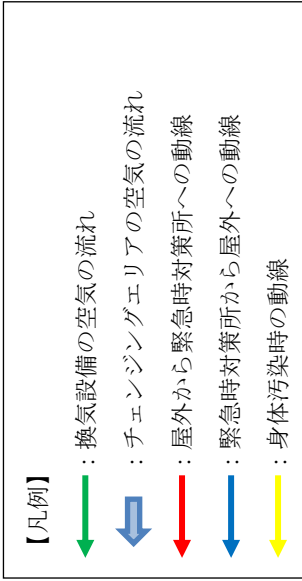 【凡例】
：換気設備の空気の流れ
：チェンジングエリアの空気の流れ
：屋外から緊急時対策所への動線
：緊急時対策所から屋外への動線
：身体汚染時の動線